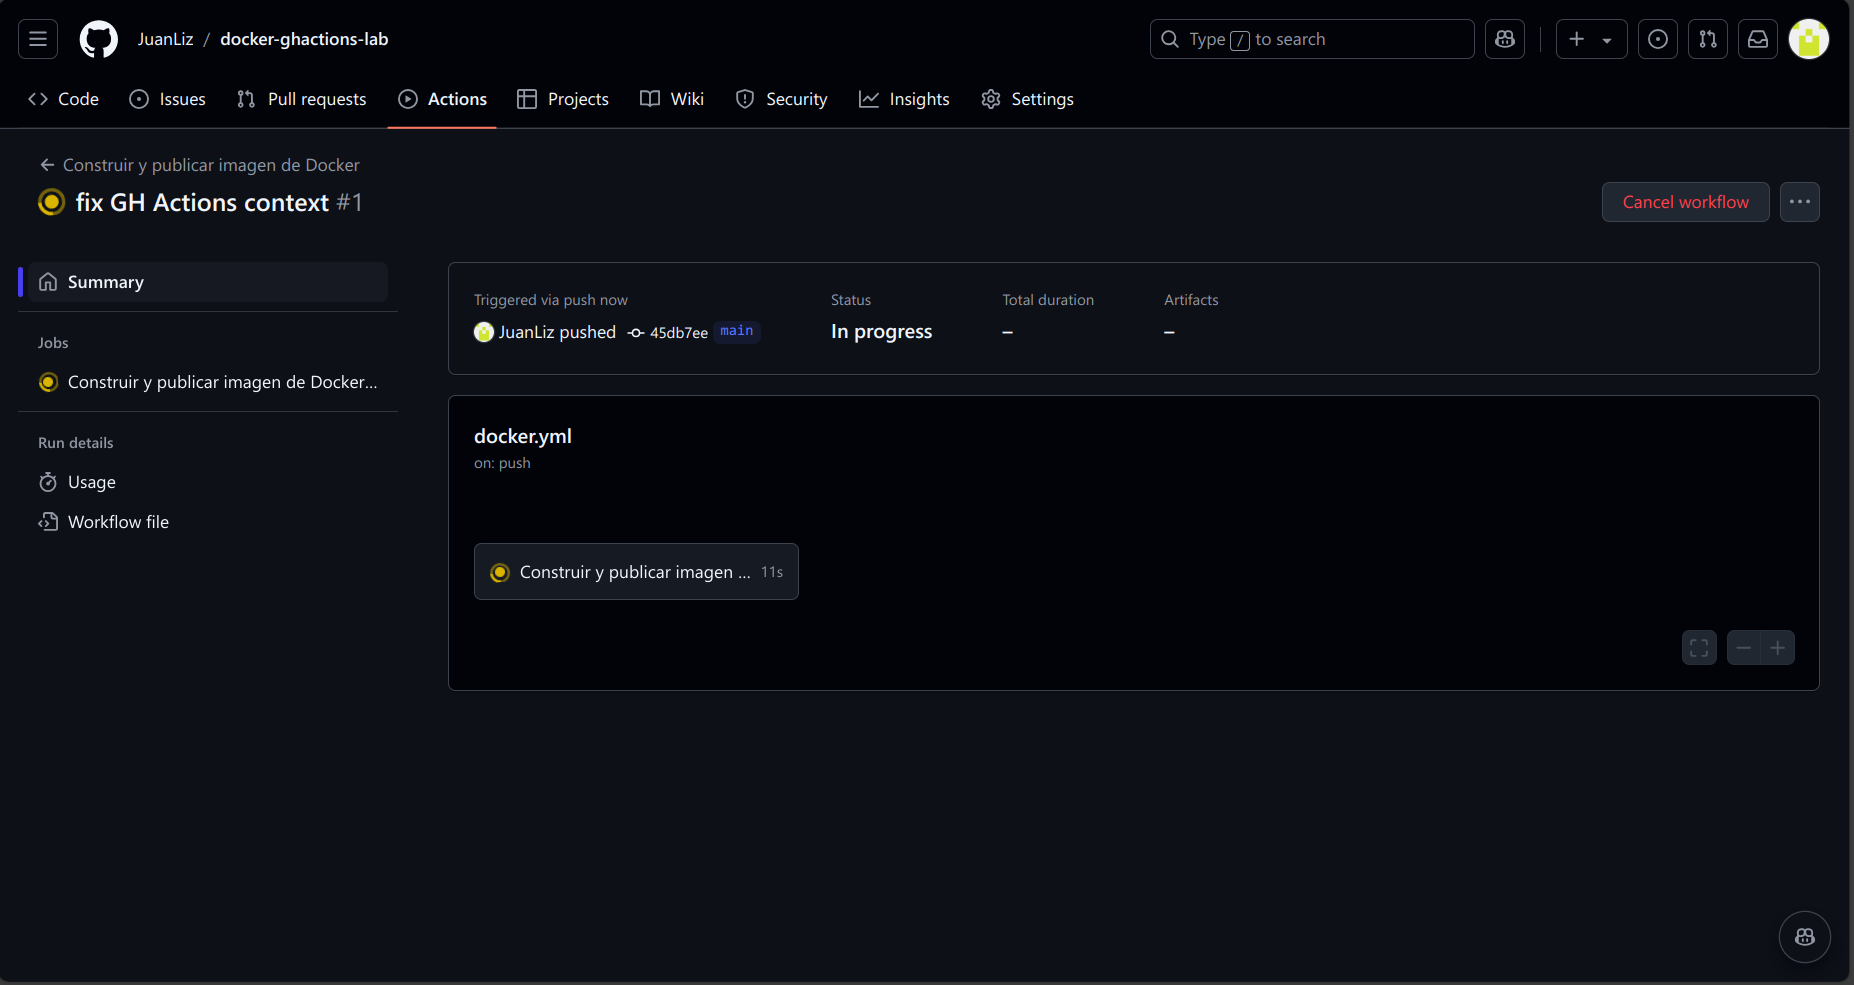 JuanLiz / docker-ghactions-lab
Type / to search
Code Issues Pull requests Actions Projects Wiki Security Insights Settings
Construir y publicar imagen de Docker
fix GH Actions context #1
Cancel workflow
Summary
Jobs
Construir y publicar imagen de Docker...
Run details
Usage
Workflow file
Triggered via push now
JuanLiz pushed 45db7ee main
Status
In progress
Total duration
–
Artifacts
–
docker.yml
on: push
Construir y publicar imagen ... 11s